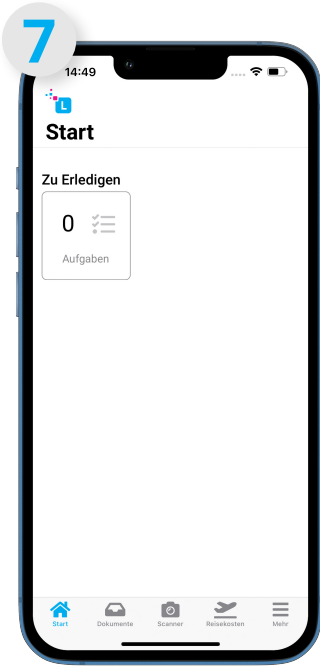 7
14:49
L
Start
Zu Erledigen
0
Aufgaben
Start Dokumente Scanner Reisekosten Mehr